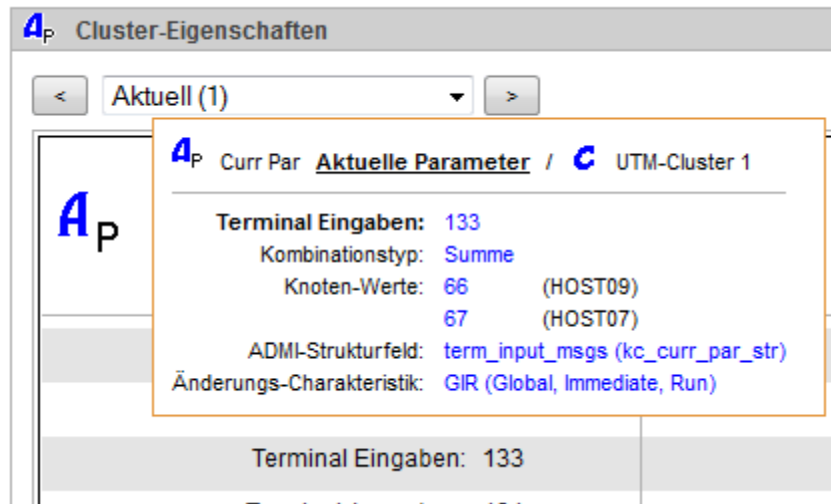 AP Cluster-Eigenschaften
< Aktuell (1) >
AP Curr Par Aktuelle Parameter / C UTM-Cluster 1
AP
Terminal Eingaben: 133
Kombinationstyp: Summe
Knoten-Werte: 66 (HOST09)
67 (HOST07)
ADMI-Strukturfeld: term_input_msgs (kc_curr_par_str)
Änderungs-Charakteristik: GIR (Global, Immediate, Run)
Terminal Eingaben: 133